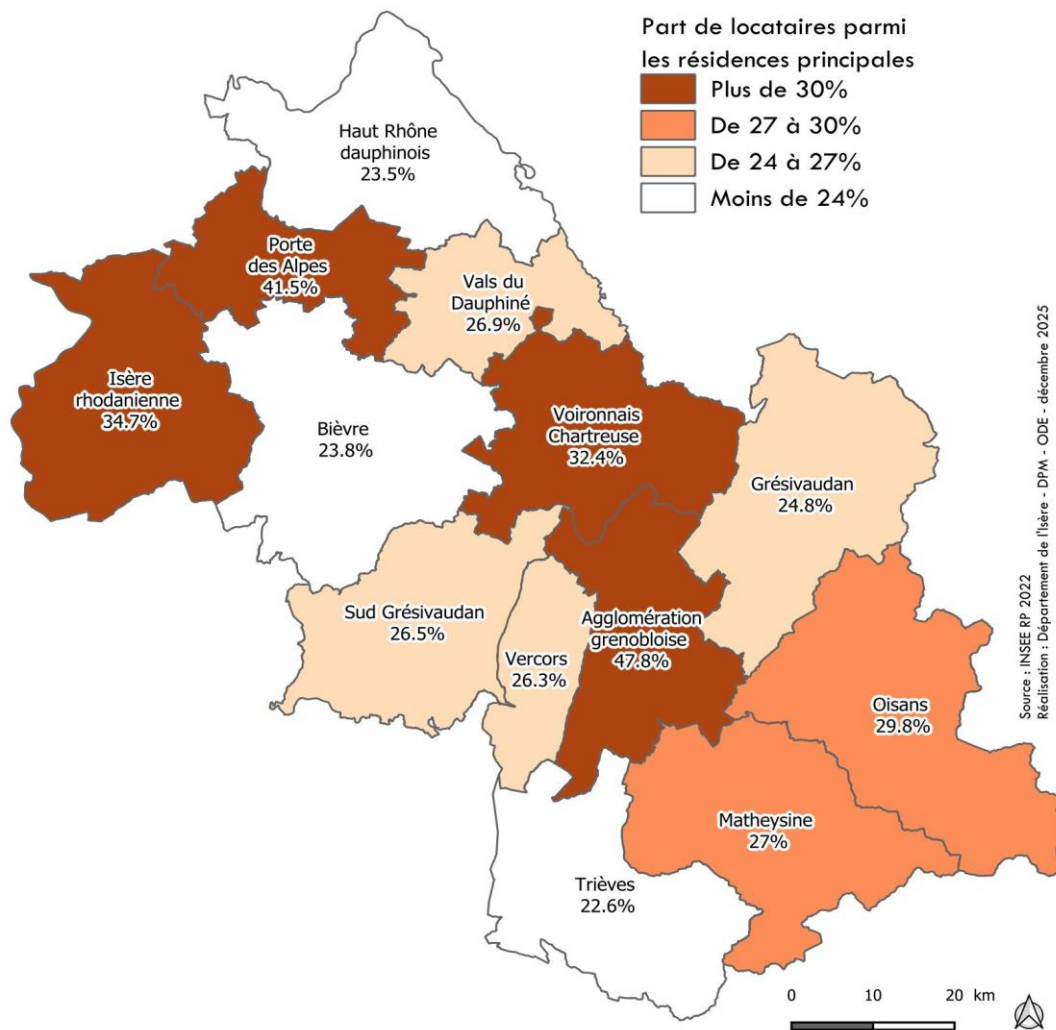 Part de locataires parmi
les résidences principales
Plus de 30%
De 27 à 30%
De 24 à 27%
Moins de 24%
Haut Rhône
dauphinois
23.5%
Porte
des Alpes
41.5%
Vals du
Dauphiné
26.9%
Isère
rhodanienne
34.7%
Bièvre
23.8%
Voironnais
Chartreuse
32.4%
Grésivaudan
24.8%
Sud Grésivaudan
26.5%
Vercors
26.3%
Agglomération
grenobloise
47.8%
Oisans
29.8%
Matheysine
27%
Trièves
22.6%
Source : INSEE RP 2022
Réalisation : Département de l'Isère - DPM - ODE - décembre 2025
0 10 20 km